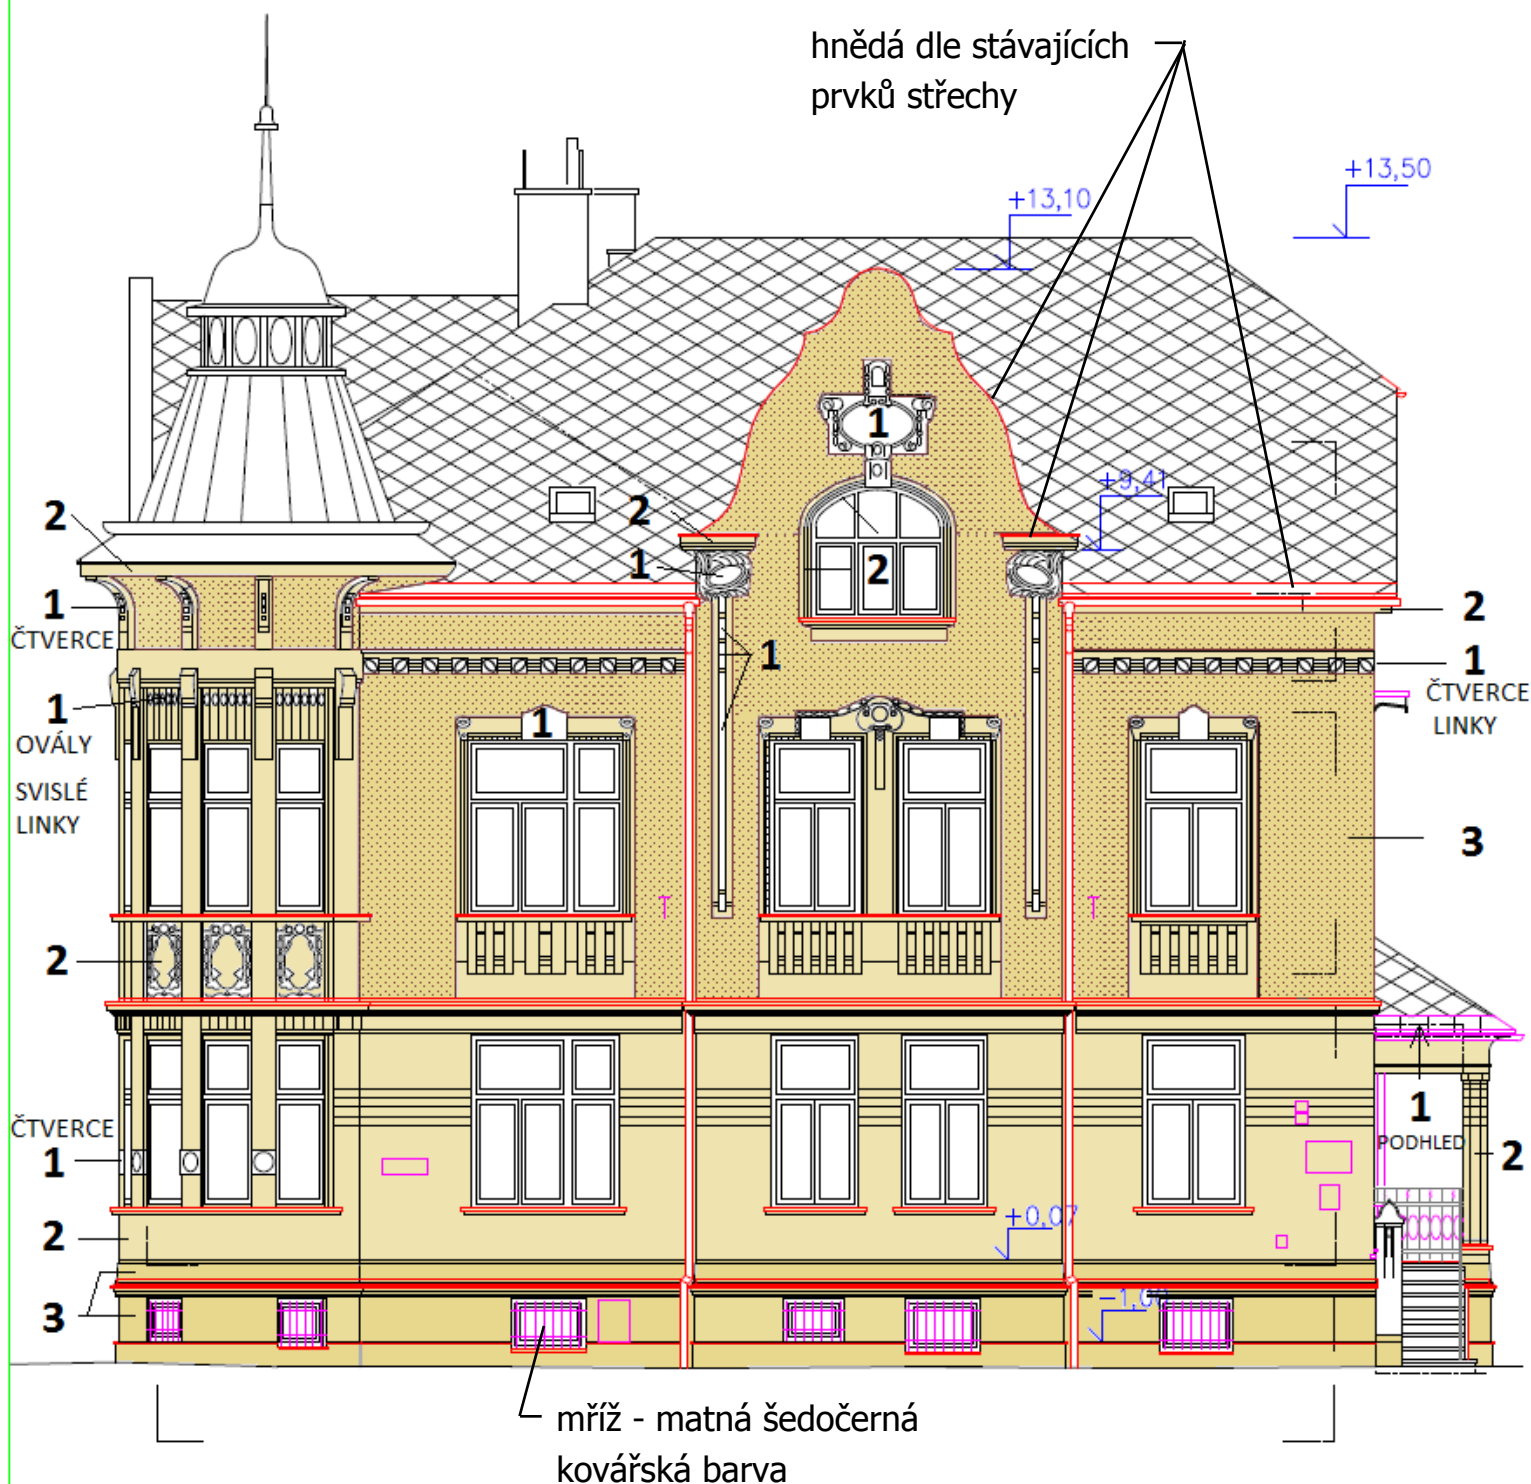 hnědá dle stávajících
prvků střechy
+13,50
+13,10
1
+9,41
2
2
1
2
1
ČTVERCE
2
1
1
ČTVERCE
LINKY
1
OVÁLY
1
SVISLÉ
LINKY
3
T
T
2
ČTVERCE
1
1
PODHLED
2
2
+0,07
3
-1,00
mříž - matná šedočerná
kovářská barva